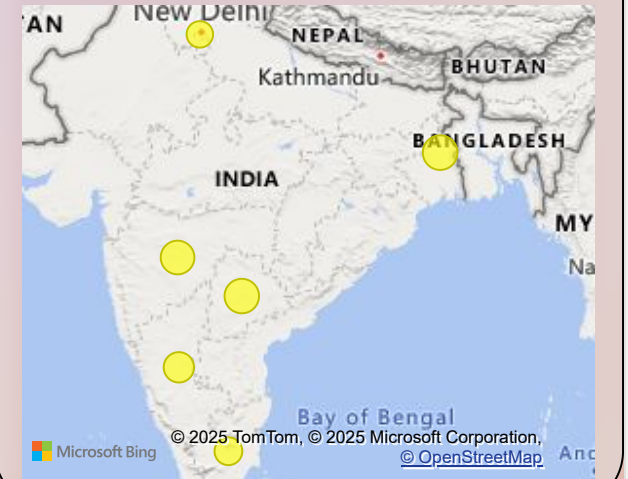 AN
New Delhi
NEPAL
Kathmandu
BHUTAN
BANGLADESH
INDIA
MY
Na
Bay of Bengal
© 2025 TomTom, © 2025 Microsoft Corporation,
Microsoft Bing
© OpenStreetMap
And